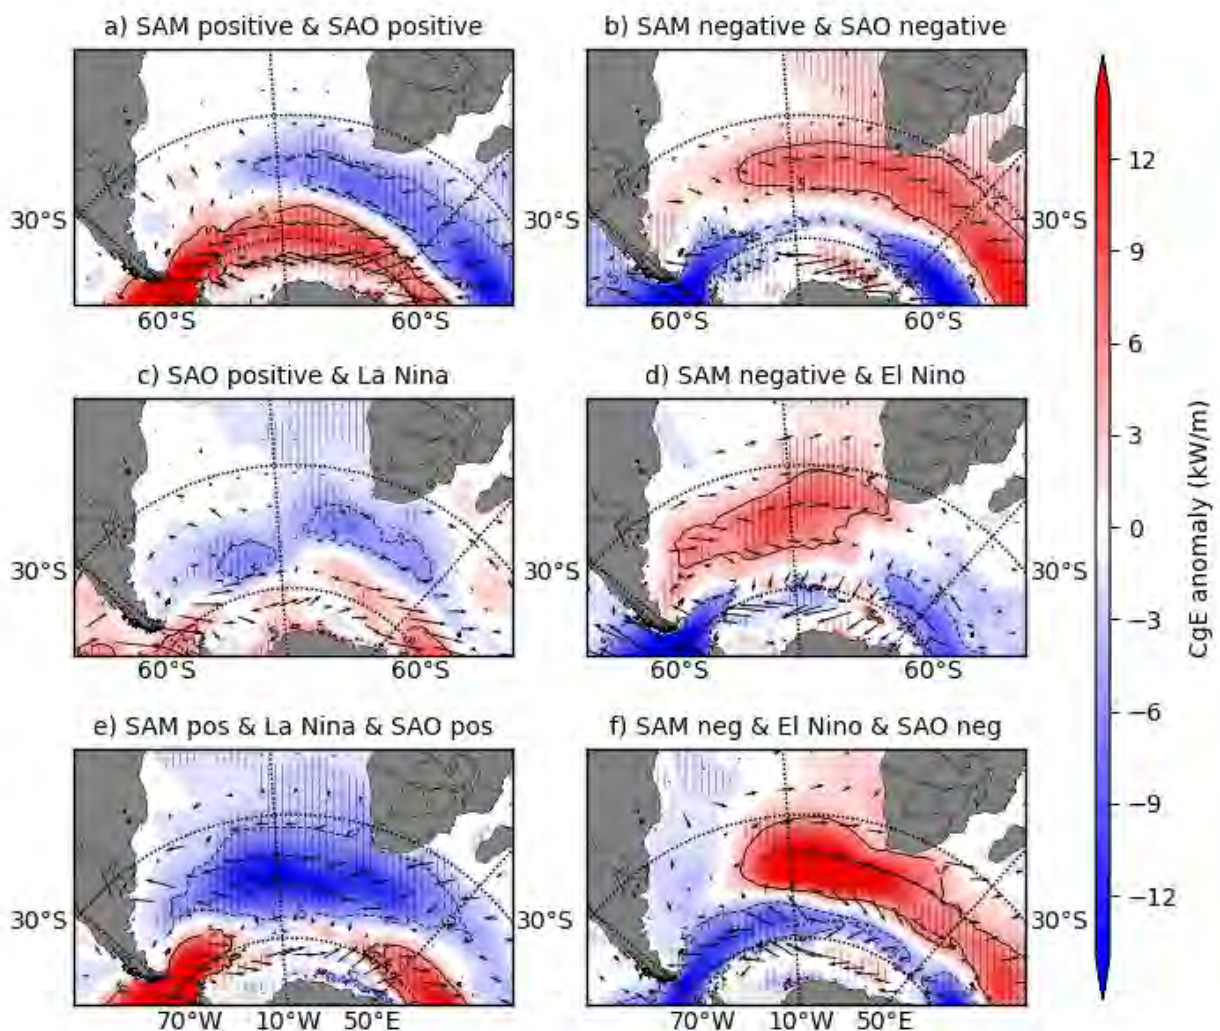 a) SAM positive & SAO positive
b) SAM negative & SAO negative
30°S
30°S
60°S
60°S
60°S
60°S
c) SAO positive & La Nina
d) SAM negative & El Nino
30°S
30°S
60°S
60°S
60°S
60°S
e) SAM pos & La Nina & SAO pos
f) SAM neg & El Nino & SAO neg
30°S
30°S
70°W 10°W 50°E
70°W 10°W 50°E
12
9
6
3
0
−3
−6
−9
−12
CgE anomaly (kW/m)